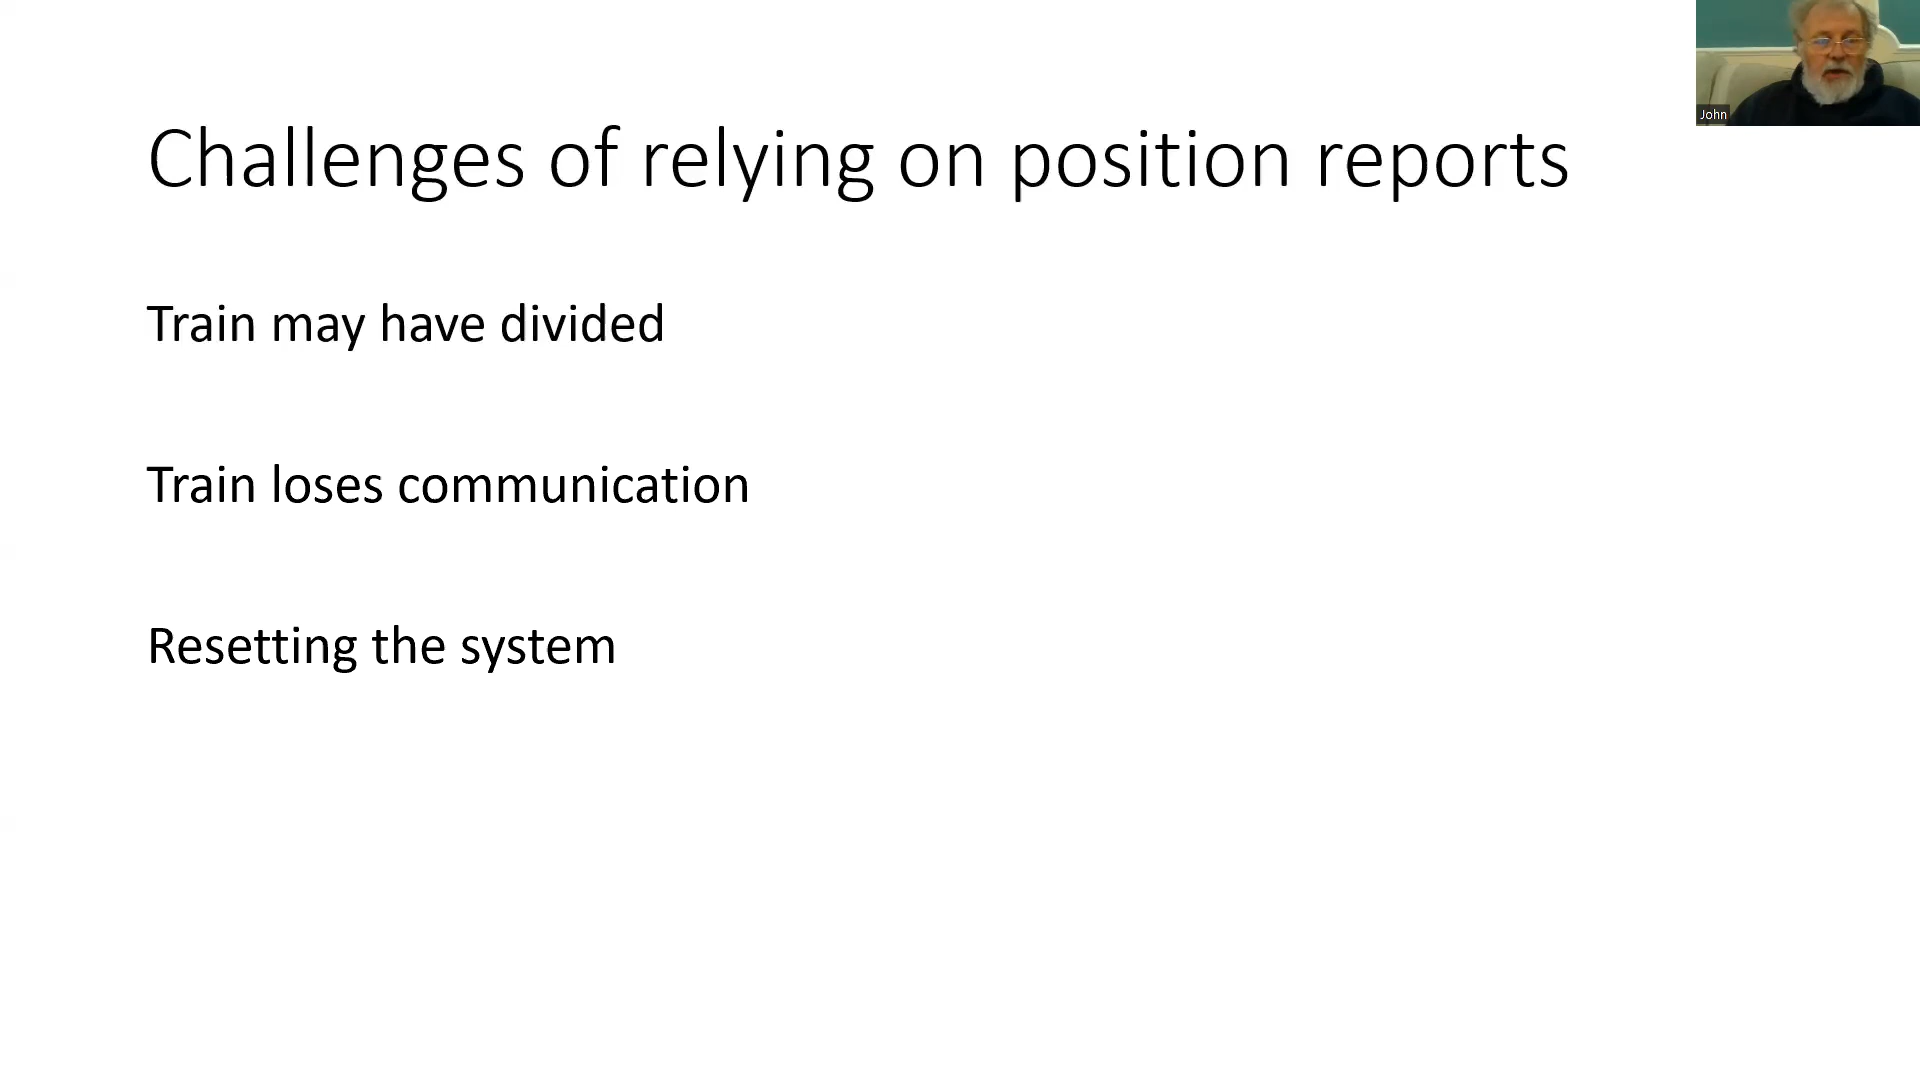 Challenges of relying on position reports
John
Train may have divided
Train loses communication
Resetting the system